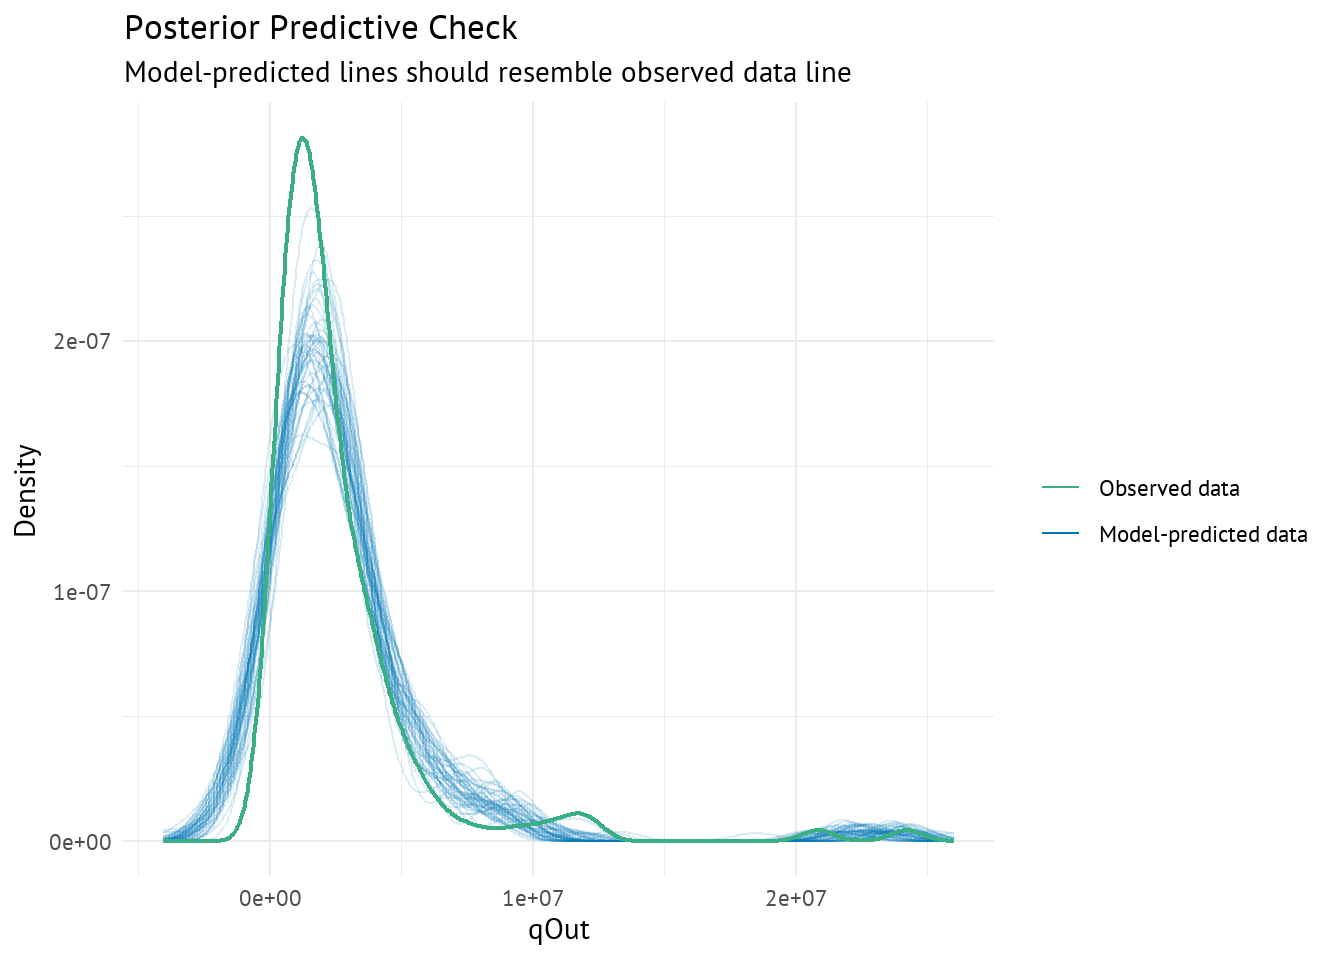 Posterior Predictive Check
Model-predicted lines should resemble observed data line
Density
2e-07
1e-07
0e+00
0e+00 1e+07 2e+07
qOut
Observed data
Model-predicted data